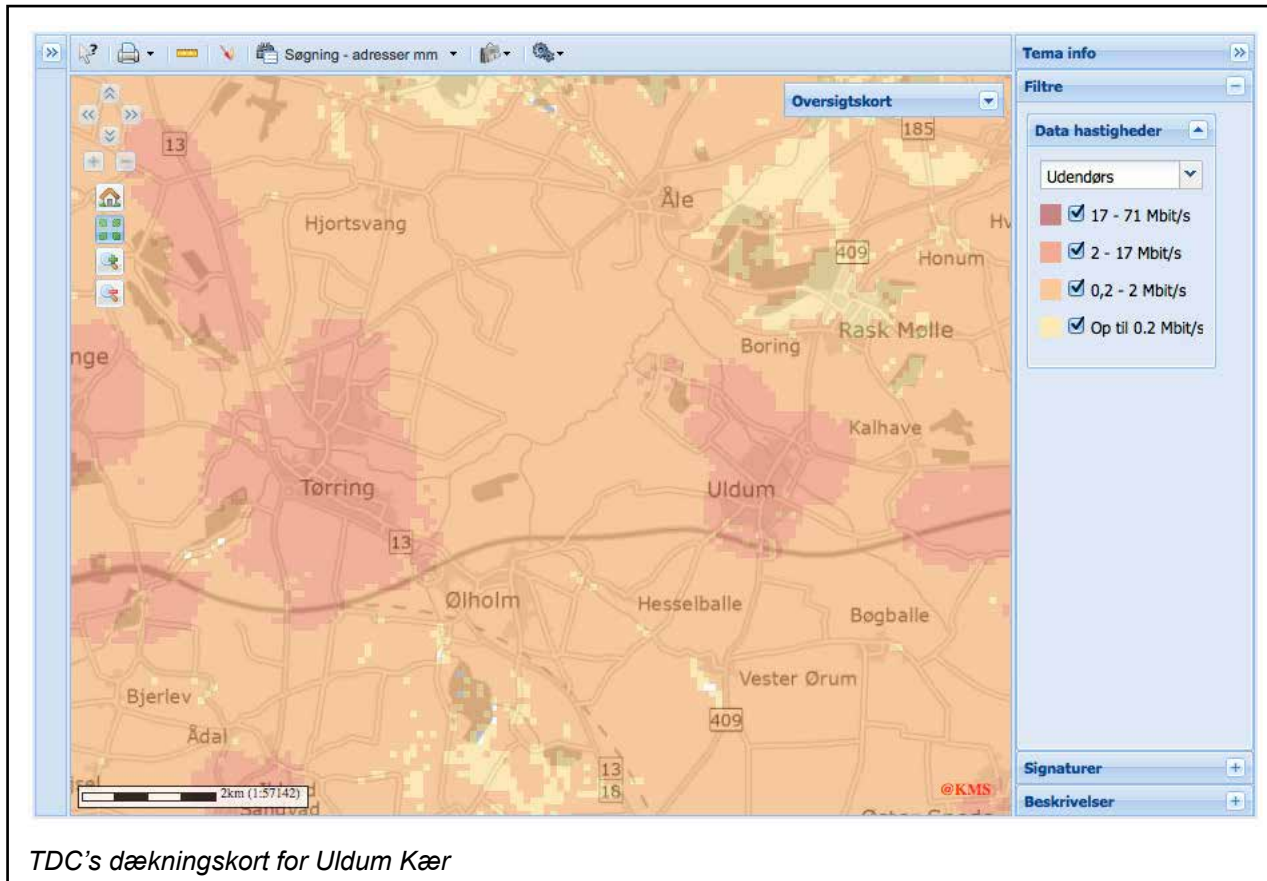 Søgning - adresser mm
Tema info
Filtre
Oversigtskort
Data hastigheder
Udendørs
17 - 71 Mbit/s
2 - 17 Mbit/s
0,2 - 2 Mbit/s
Op til 0.2 Mbit/s
13
185
Åle
Hjortsvang
Hv
409
Honum
Rask Mølle
Boring
nge
Kalhave
Tørring
Uldum
13
Ølholm
Hesselballe
Bøgballe
Vester Ørum
Bjerlev
409
Ådal
13
18
2km (1:57142)
@KMS
Signaturer
Beskrivelser
TDC's dækningskort for Uldum Kær